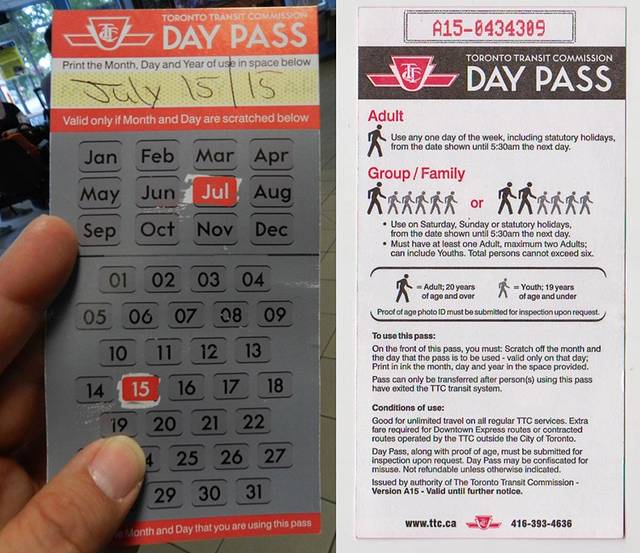 TORONTO TRANSIT COMMISSION
DAY PASS
Print the Month, Day and Year of use in space below
July 15/15
Valid only if Month and Day are scratched below
Jan Feb Mar Apr
May Jun Jul Aug
Sep Oct Nov Dec
01 02 03 04
05 06 07 08 09
10 11 12 13
14 15 16 17 18
19 20 21 22
25 26 27
29 30 31
Month and Day that you are using this pass
A15-0434309
TORONTO TRANSIT COMMISSION
DAY PASS
Adult
Use any one day of the week, including statutory holidays,
from the date shown until 5:30am the next day.
Group / Family
or
• Use on Saturday, Sunday or statutory holidays,
from the date shown until 5:30am the next day.
• Must have at least one Adult, maximum two Adults;
can include Youths. Total persons cannot exceed six.
= Adult; 20 years
of age and over
= Youth; 19 years
of age and under
Proof of age photo ID must be submitted for inspection upon request.
To use this pass:
On the front of this pass, you must: Scratch off the month and
the day that the pass is to be used - valid only on that day;
Print in ink the month, day and year in the space provided.
Pass can only be transferred after person(s) using this pass
have exited the TTC transit system.
Conditions of use:
Good for unlimited travel on all regular TTC services. Extra
fare required for Downtown Express routes or contracted
routes operated by the TTC outside the City of Toronto.
Day Pass, along with proof of age, must be submitted for
inspection upon request. Day Pass may be confiscated for
misuse. Not refundable unless otherwise indicated.
Issued by authority of The Toronto Transit Commission -
Version A15 - Valid until further notice.
www.ttc.ca 416-393-4636